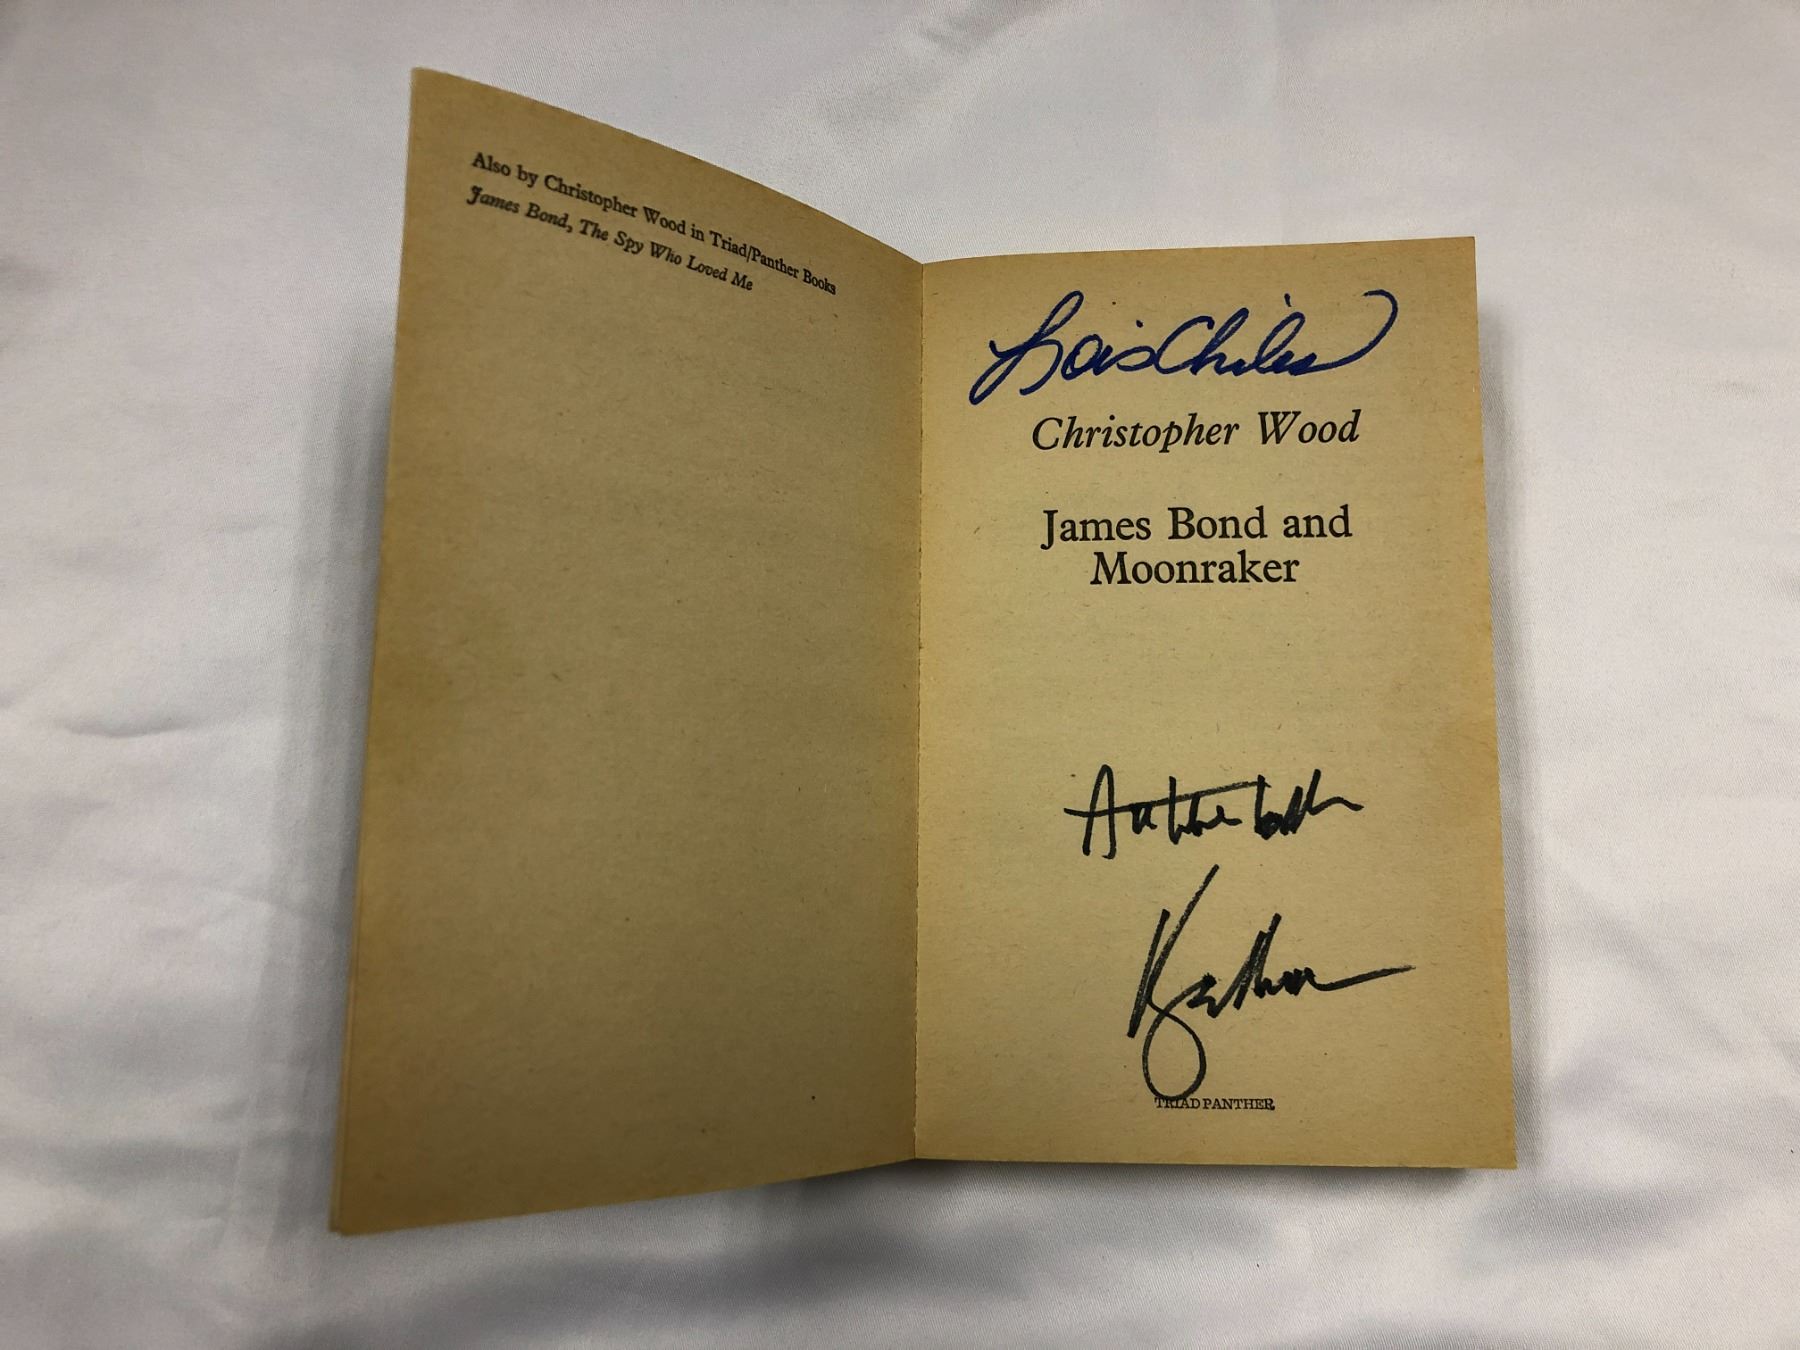 Also by Christopher Wood in Triad/Panther Books
James Bond, The Spy Who Loved Me
Lois Chiles
Christopher Wood
James Bond and
Moonraker
TRIAD PANTHER